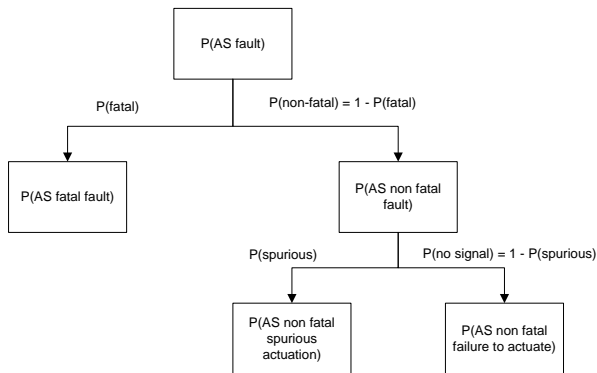 P(AS fault)
P(fatal)
P(non-fatal) = 1 - P(fatal)
P(AS fatal fault)
P(AS non fatal
fault)
P(spurious)
P(no signal) = 1 - P(spurious)
P(AS non fatal
spurious
actuation)
P(AS non fatal
failure to actuate)